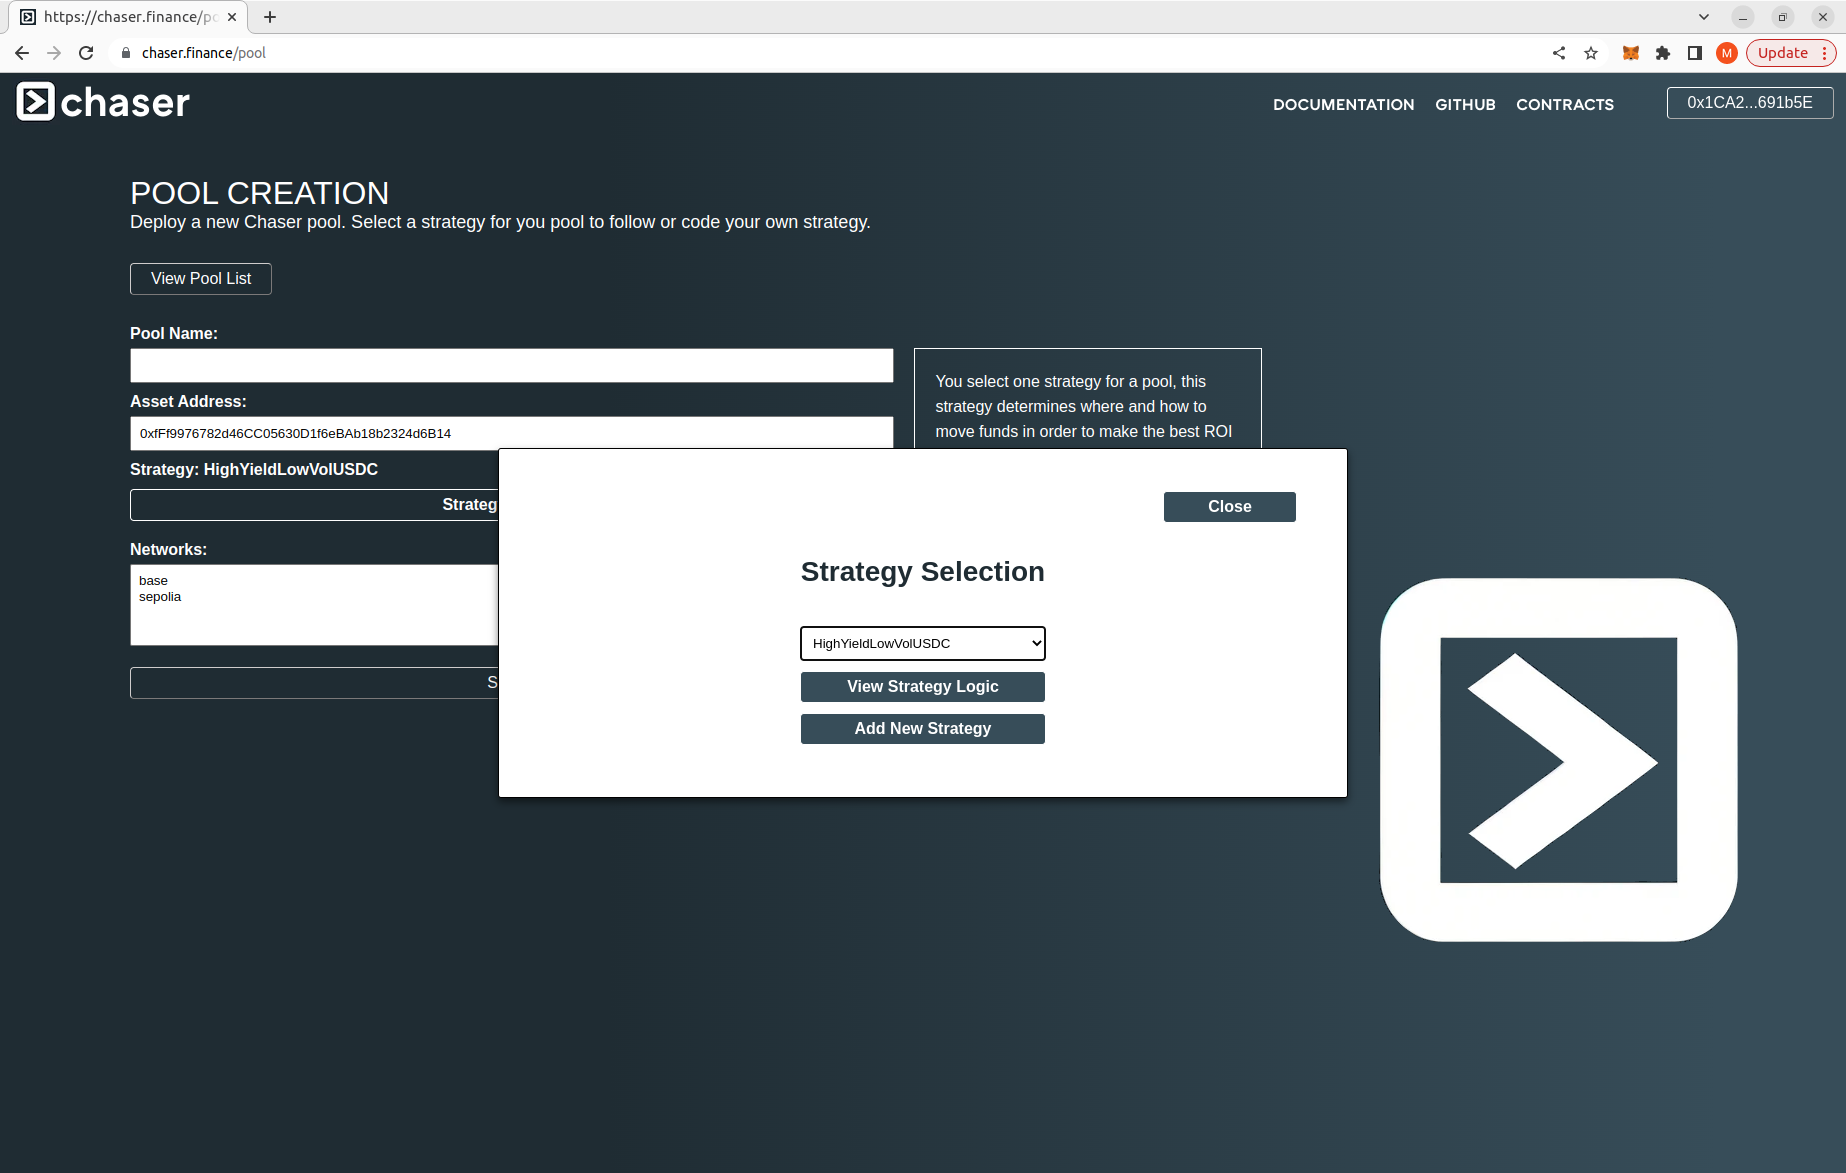 https://chaser.finance/po
chaser.finance/pool
M
Update
chaser
DOCUMENTATION GITHUB CONTRACTS
0x1CA2...691b5E
POOL CREATION
Deploy a new Chaser pool. Select a strategy for you pool to follow or code your own strategy.
View Pool List
Pool Name:
You select one strategy for a pool, this
strategy determines where and how to
move funds in order to make the best ROI
Asset Address:
0xfFf9976782d46CC05630D1f6eBAb18b2324d6B14
Strategy: HighYieldLowVolUSDC
Strateg
Networks:
base
sepolia
S
Close
Strategy Selection
HighYieldLowVolUSDC
View Strategy Logic
Add New Strategy